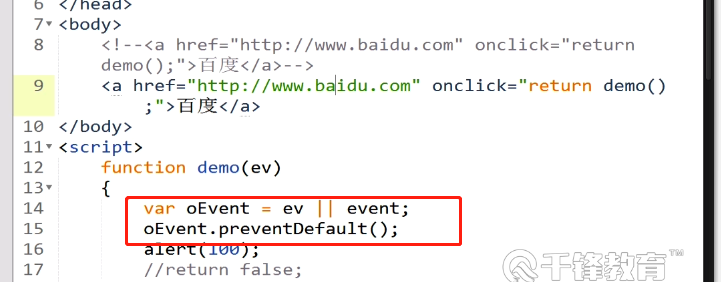 6 </head>
7 <body>
8 <!--<a href="http://www.baidu.com" onclick="return
demo();">百度</a>-->
9 <a href="http://www.baidu.com" onclick="return demo()
;">百度</a>
10 </body>
11 <script>
12 function demo(ev)
13 {
14 var oEvent = ev || event;
15 oEvent.preventDefault();
16 alert(100);
17 //return false;
千锋教育™